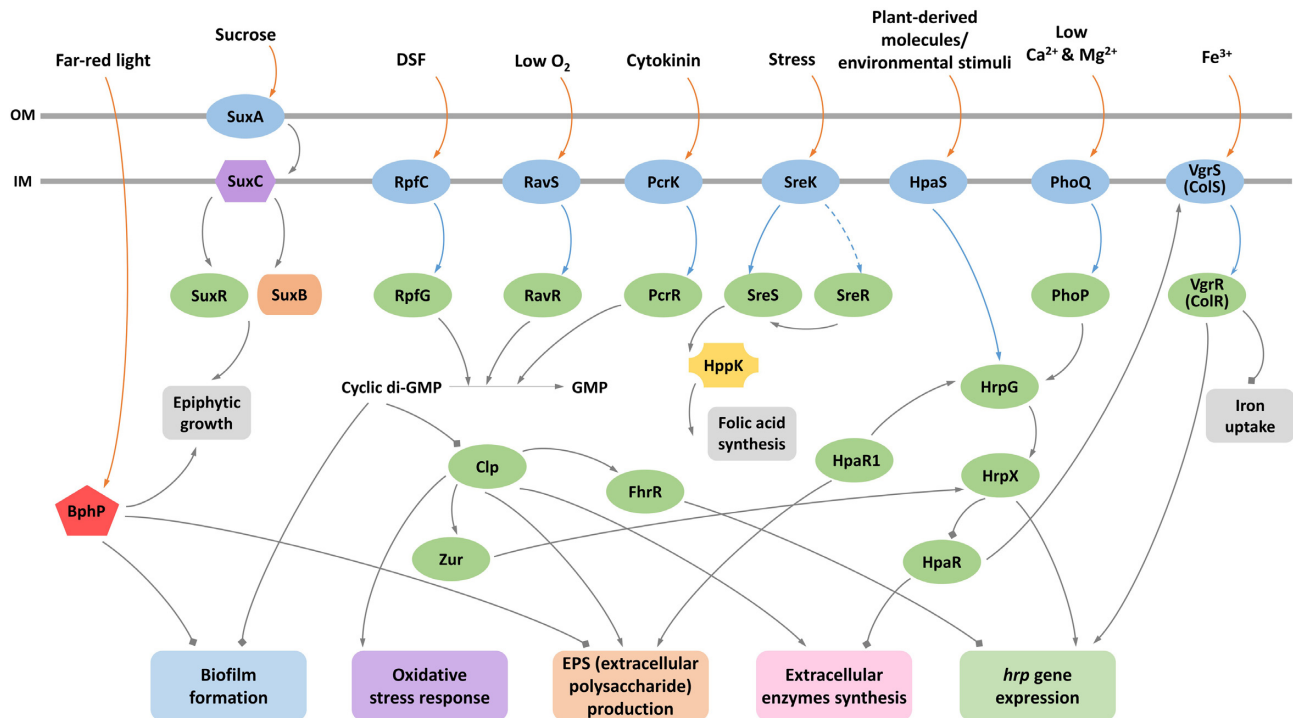 Far-red light
Sucrose
DSF
Low O₂
Cytokinin
Stress
Plant-derived
molecules/
environmental stimuli
Low
Ca²⁺ & Mg²⁺
Fe³⁺
OM
SuxA
IM
SuxC
RpfC
RavS
PcrK
SreK
HpaS
PhoQ
VgrS
(ColS)
SuxR
SuxB
RpfG
RavR
PcrR
SreS
SreR
PhoP
VgrR
(ColR)
HppK
Cyclic di-GMP
GMP
HrpG
Epiphytic
growth
Folic acid
synthesis
Iron
uptake
Clp
HpaR1
FhrR
HrpX
BphP
Zur
HpaR
Biofilm
formation
Oxidative
stress response
EPS (extracellular
polysaccharide)
production
Extracellular
enzymes synthesis
hrp gene
expression